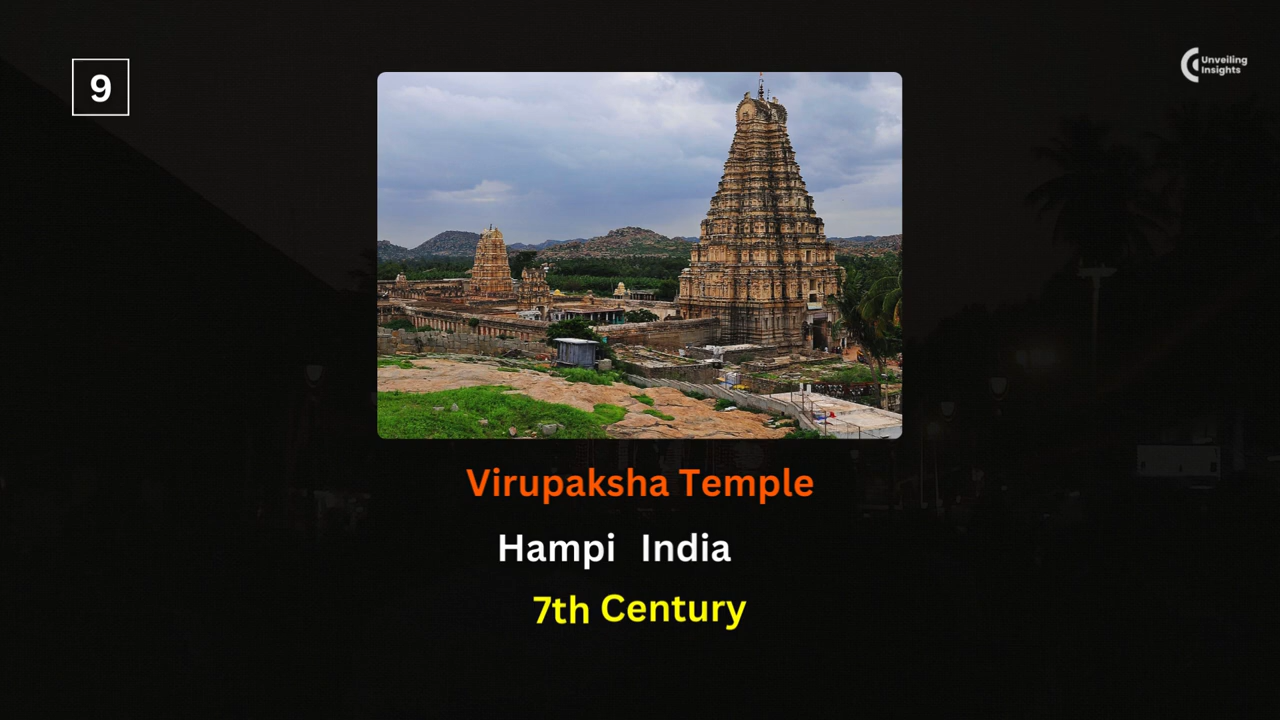 9
Unveiling
Insights
Virupaksha Temple
Hampi India
7th Century